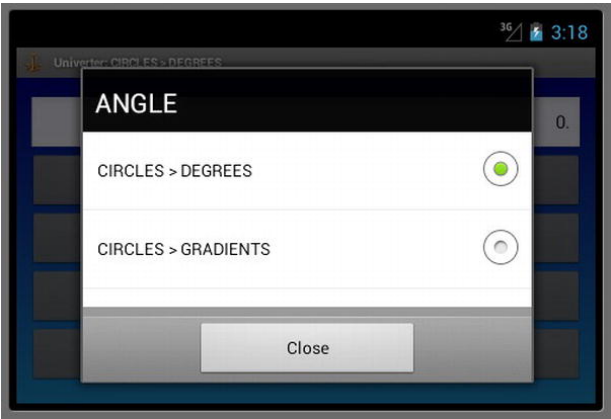 3G 3:18
Univerter: CIRCLES > DEGREES
ANGLE
0.
CIRCLES > DEGREES
CIRCLES > GRADIENTS
Close